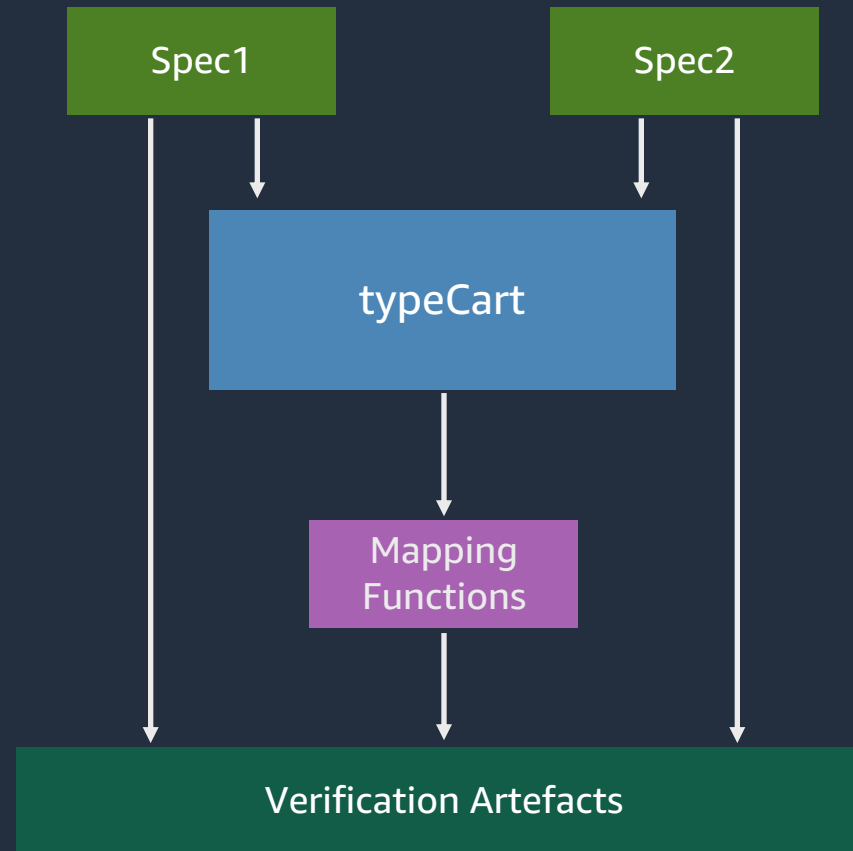 Spec1
Spec2
typeCart
Mapping
Functions
Verification Artefacts